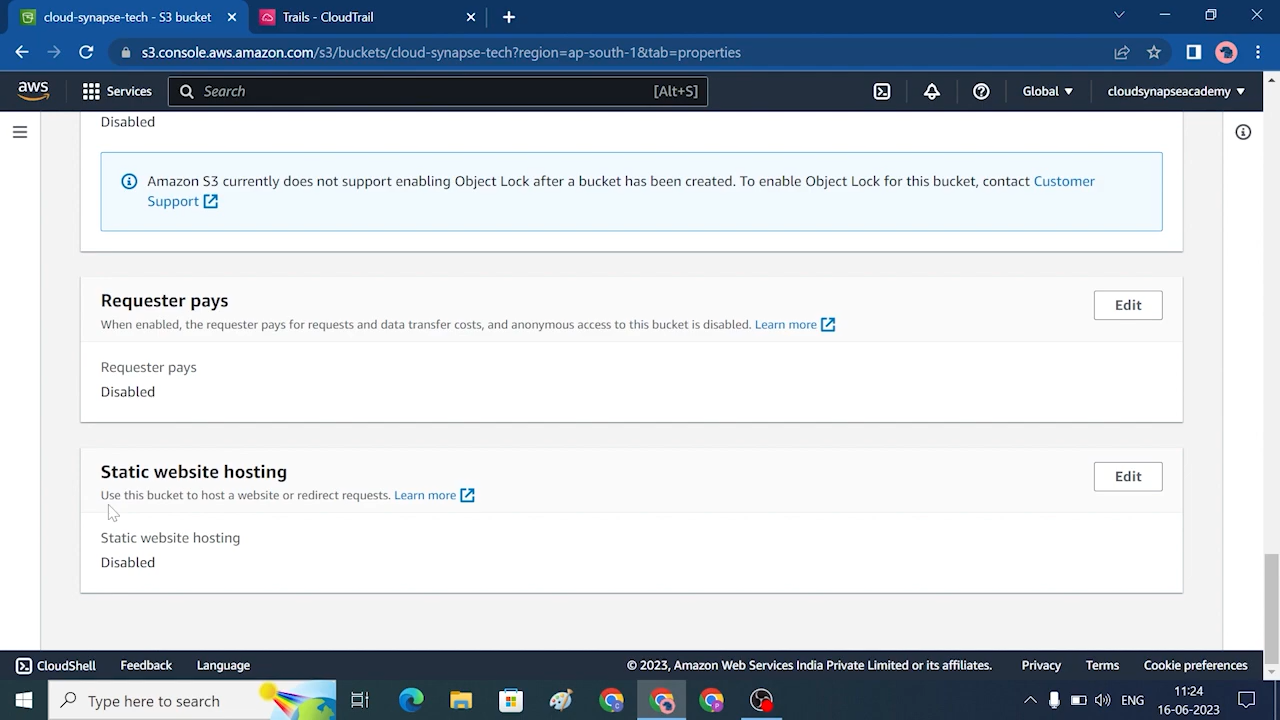 cloud-synapse-tech - S3 bucket
Trails - CloudTrail
s3.console.aws.amazon.com/s3/buckets/cloud-synapse-tech?region=ap-south-1&tab=properties
aws
Services
Search
[Alt+S]
Global
cloudsynapseacademy
Disabled
Amazon S3 currently does not support enabling Object Lock after a bucket has been created. To enable Object Lock for this bucket, contact Customer
Support
Requester pays
Edit
When enabled, the requester pays for requests and data transfer costs, and anonymous access to this bucket is disabled. Learn more
Requester pays
Disabled
Static website hosting
Edit
Use this bucket to host a website or redirect requests. Learn more
Static website hosting
Disabled
CloudShell
Feedback
Language
© 2023, Amazon Web Services India Private Limited or its affiliates.
Privacy
Terms
Cookie preferences
Type here to search
ENG
11:24
16-06-2023